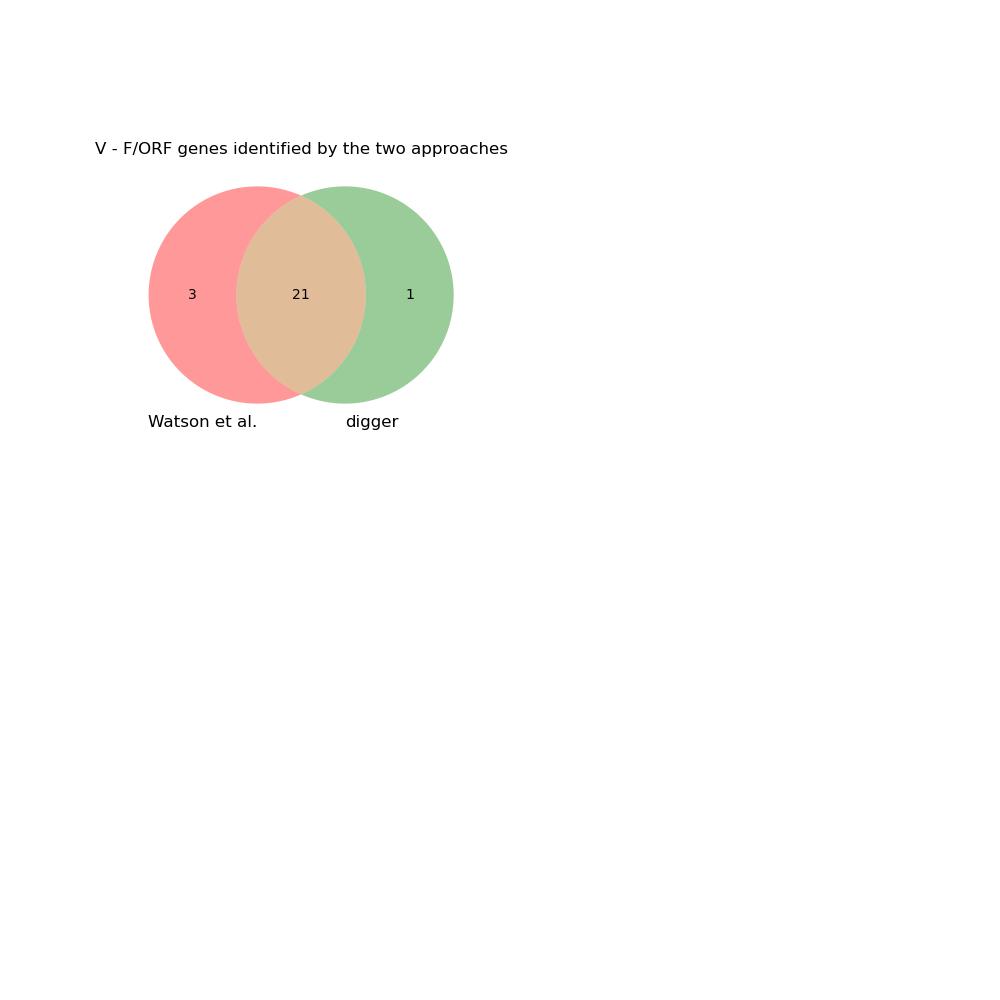 V - F/ORF genes identified by the two approaches
3 21 1
Watson et al. digger